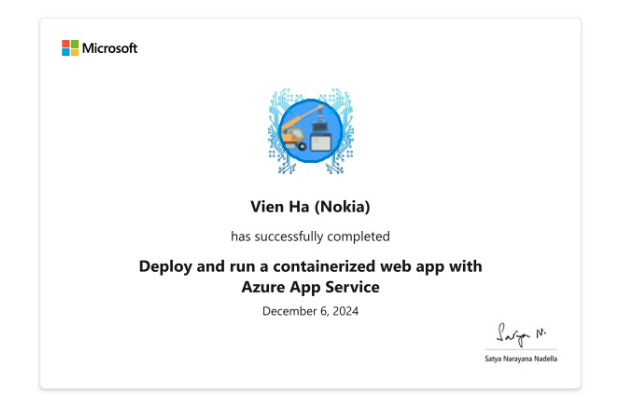 Microsoft
Vien Ha (Nokia)
has successfully completed
Deploy and run a containerized web app with
Azure App Service
December 6, 2024
Satya N.
Satya Narayana Nadella